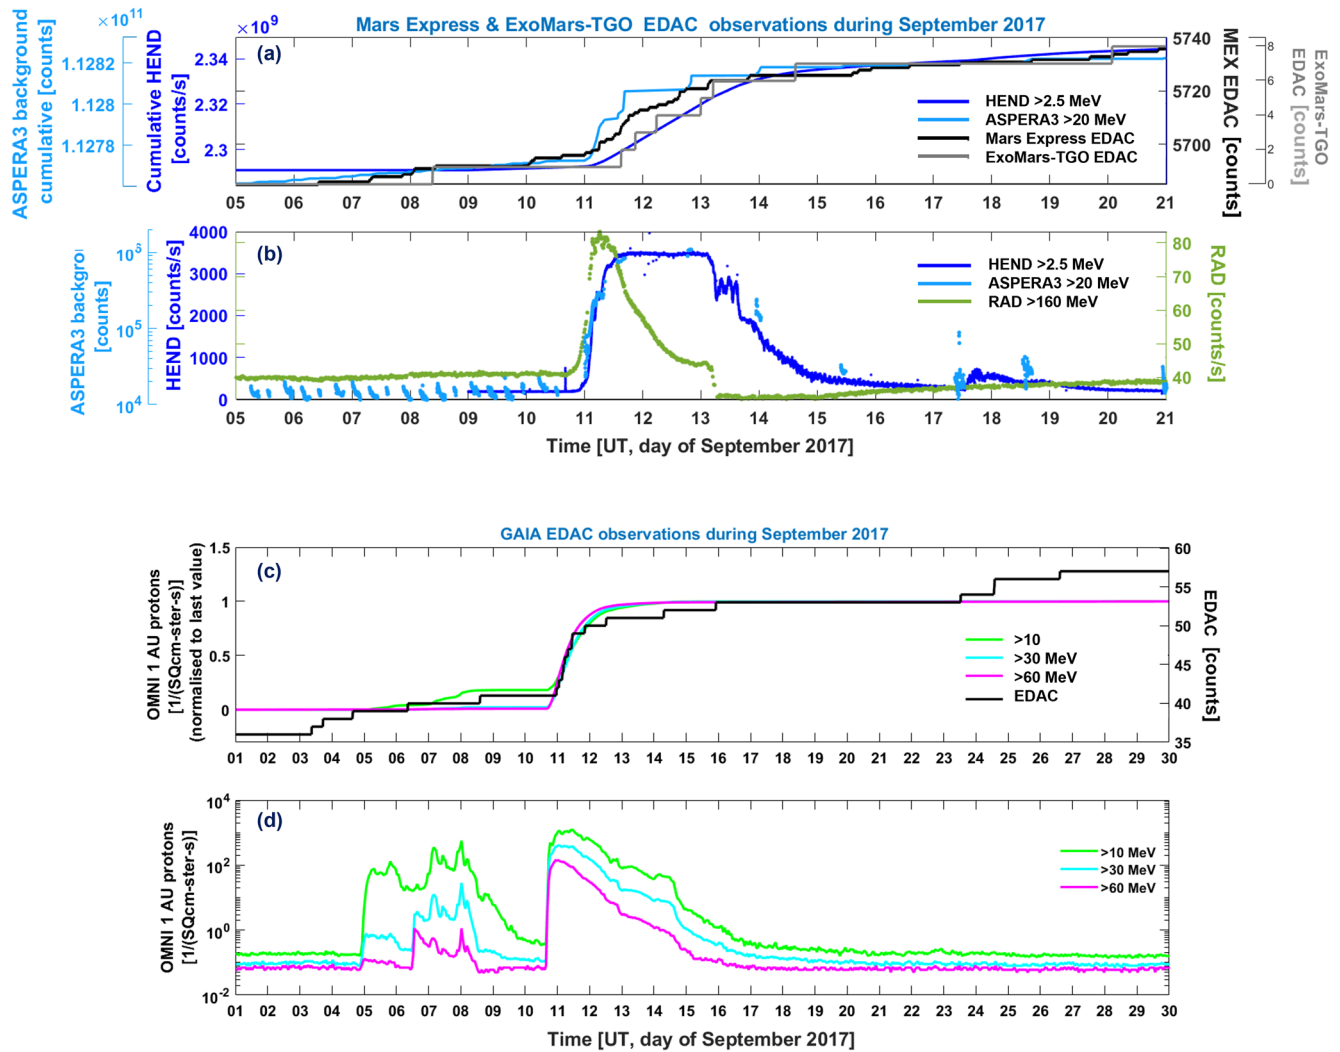 Mars Express & ExoMars-TGO EDAC observations during September 2017
×10¹¹
2.36 ×10⁹
(a)
ASPERA3 background
cumulative [counts]
1.1282
1.128
1.1278
Cumulative HEND
[counts/s]
2.34
2.32
2.3
HEND >2.5 MeV
ASPERA3 >20 MeV
Mars Express EDAC
ExoMars-TGO EDAC
5740
5720
5700
MEX EDAC [counts]
8
6
4
2
0
ExoMars-TGO
EDAC [counts]
05 06 07 08 09 10 11 12 13 14 15 16 17 18 19 20 21
(b)
ASPERA3 backgro
[counts]
10⁵
10⁴
HEND [counts/s]
4000
3000
2000
1000
0
HEND >2.5 MeV
ASPERA3 >20 MeV
RAD >160 MeV
80
70
60
50
40
RAD [counts/s]
05 06 07 08 09 10 11 12 13 14 15 16 17 18 19 20 21
Time [UT, day of September 2017]
GAIA EDAC observations during September 2017
(c)
OMNI 1 AU protons
[1/(SQcm-ster-s)]
(normalised to last value)
1.5
1
0.5
0
>10
>30 MeV
>60 MeV
EDAC
60
55
50
45
40
35
EDAC [counts]
01 02 03 04 05 06 07 08 09 10 11 12 13 14 15 16 17 18 19 20 21 22 23 24 26 27 28 29 30
(d)
OMNI 1 AU protons
[1/(SQcm-ster-s)]
10⁴
10²
10⁰
10⁻²
>10 MeV
>30 MeV
>60 MeV
01 02 03 04 05 06 07 08 09 10 11 12 13 14 15 16 17 18 19 20 21 22 23 24 26 27 28 29 30
Time [UT, day of September 2017]